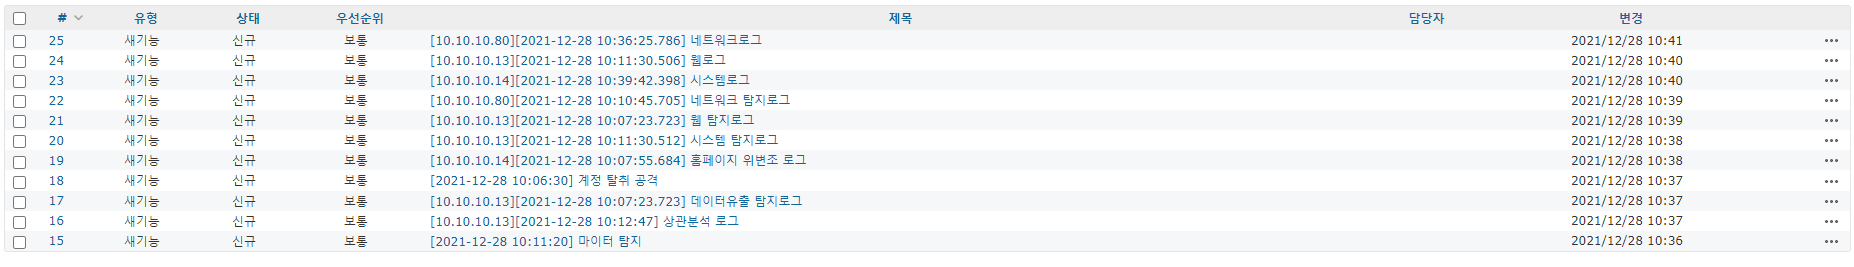 # 유형 상태 우선순위 제목 담당자 변경
25 새기능 신규 보통 [10.10.10.80][2021-12-28 10:36:25.786] 네트워크로그 2021/12/28 10:41
24 새기능 신규 보통 [10.10.10.13][2021-12-28 10:11:30.506] 웹로그 2021/12/28 10:40
23 새기능 신규 보통 [10.10.10.14][2021-12-28 10:39:42.398] 시스템로그 2021/12/28 10:40
22 새기능 신규 보통 [10.10.10.80][2021-12-28 10:10:45.705] 네트워크 탐지로그 2021/12/28 10:39
21 새기능 신규 보통 [10.10.10.13][2021-12-28 10:07:23.723] 웹 탐지로그 2021/12/28 10:39
20 새기능 신규 보통 [10.10.10.13][2021-12-28 10:11:30.512] 시스템 탐지로그 2021/12/28 10:38
19 새기능 신규 보통 [10.10.10.14][2021-12-28 10:07:55.684] 홈페이지 위변조 로그 2021/12/28 10:38
18 새기능 신규 보통 [2021-12-28 10:06:30] 계정 탈취 공격 2021/12/28 10:37
17 새기능 신규 보통 [10.10.10.13][2021-12-28 10:07:23.723] 데이터유출 탐지로그 2021/12/28 10:37
16 새기능 신규 보통 [10.10.10.13][2021-12-28 10:12:47] 상관분석 로그 2021/12/28 10:37
15 새기능 신규 보통 [2021-12-28 10:11:20] 마이터 탐지 2021/12/28 10:36